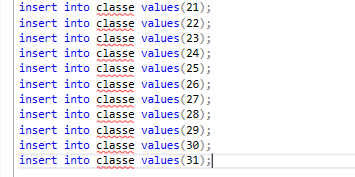 insert into classe values(21);
insert into classe values(22);
insert into classe values(23);
insert into classe values(24);
insert into classe values(25);
insert into classe values(26);
insert into classe values(27);
insert into classe values(28);
insert into classe values(29);
insert into classe values(30);
insert into classe values(31);